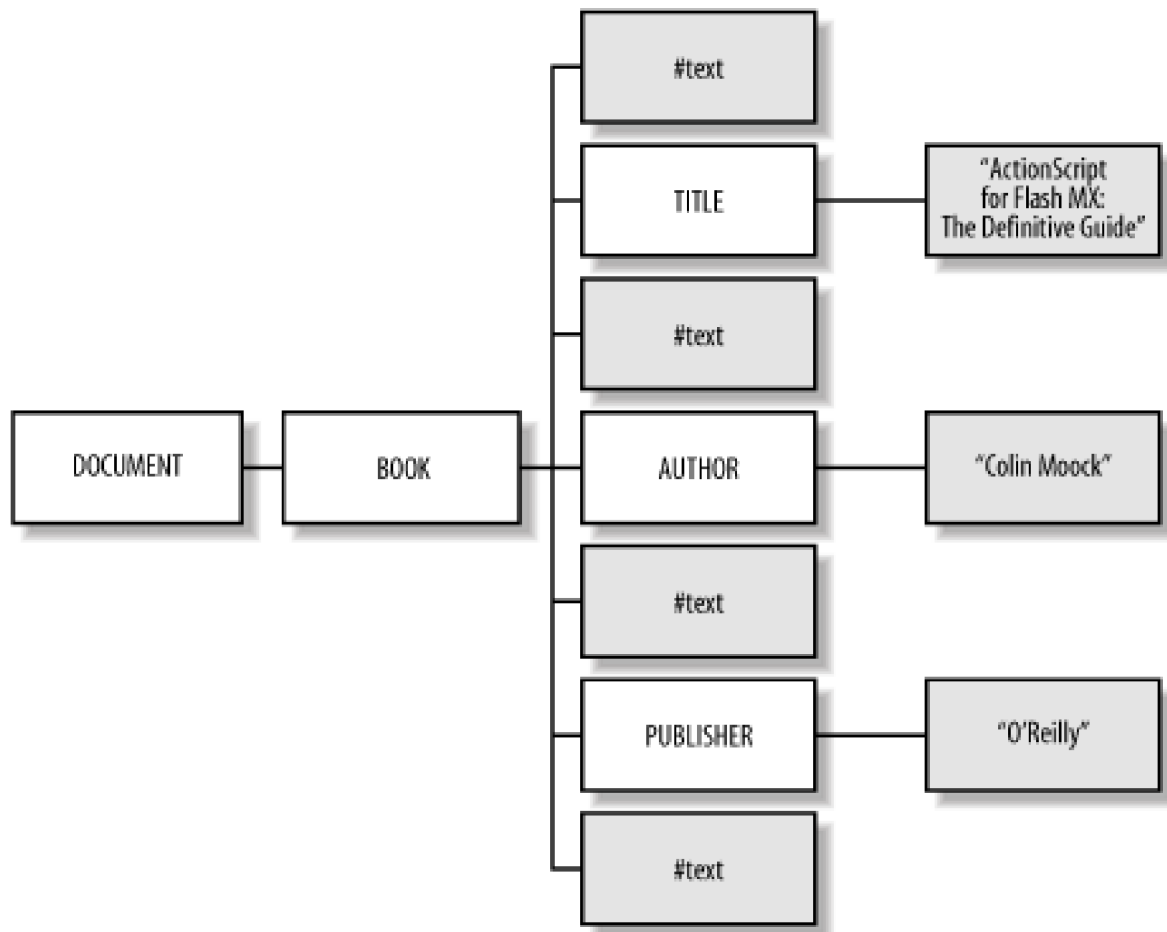 #text
TITLE
“ActionScript
for Flash MX:
The Definitive Guide”
#text
DOCUMENT
BOOK
AUTHOR
“Colin Moock”
#text
PUBLISHER
“O’Reilly”
#text